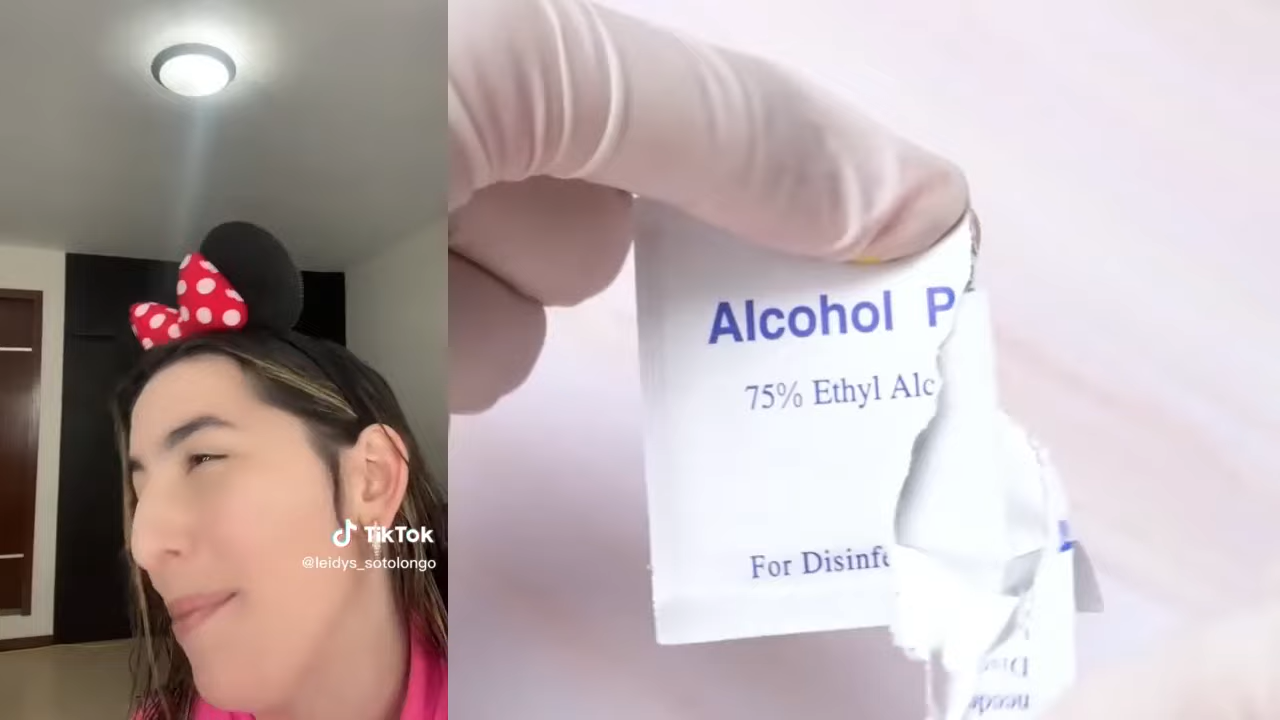 TikTok
@leidys_sotolongo
Alcohol P
75% Ethyl Alc
For Disinfe